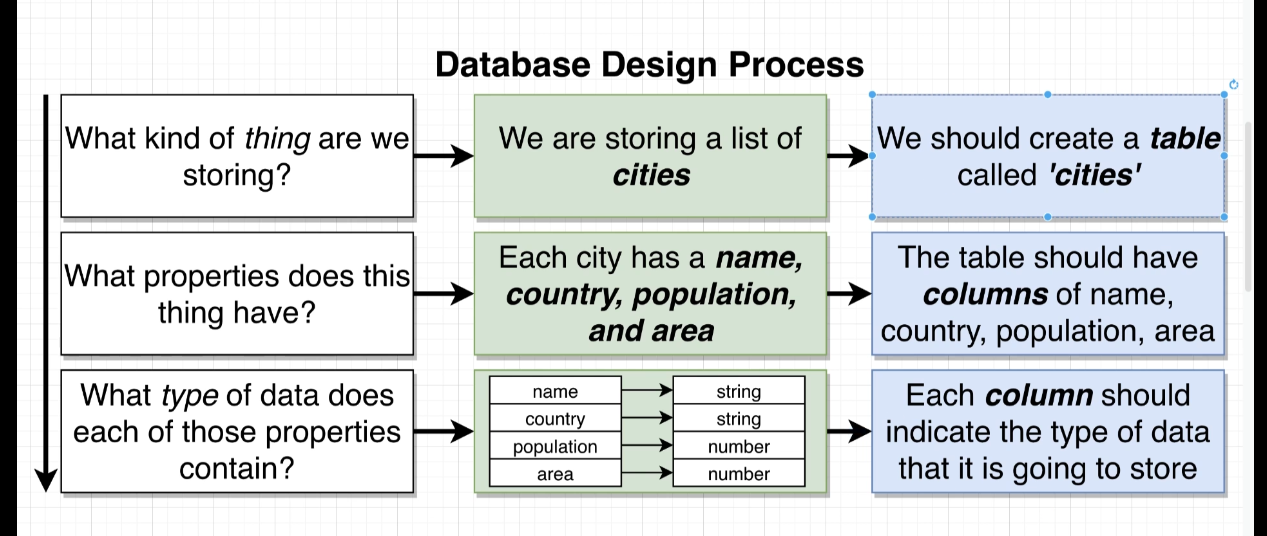 Database Design Process
What kind of thing are we
storing?
We are storing a list of
cities
We should create a table
called 'cities'
What properties does this
thing have?
Each city has a name,
country, population,
and area
The table should have
columns of name,
country, population, area
What type of data does
each of those properties
contain?
name
string
country
string
population
number
area
number
Each column should
indicate the type of data
that it is going to store